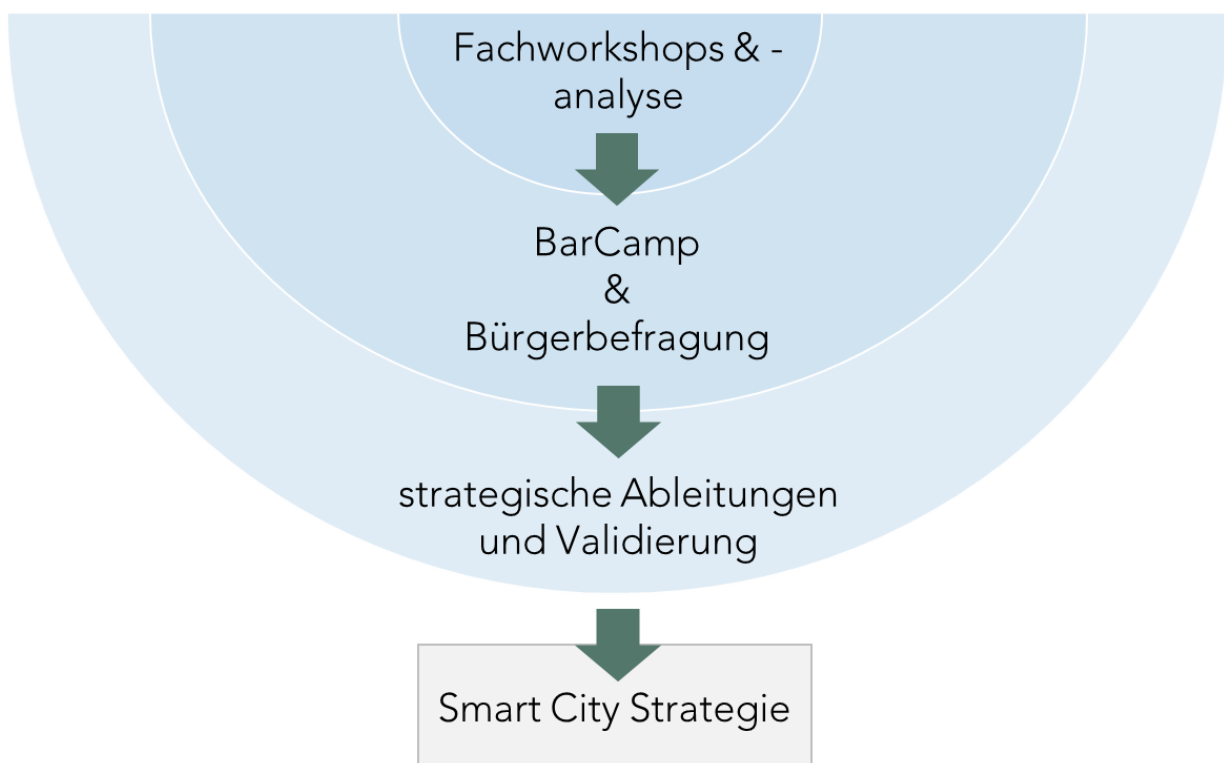 Fachworkshops & -
analyse
BarCamp
&
Bürgerbefragung
strategische Ableitungen
und Validierung
Smart City Strategie